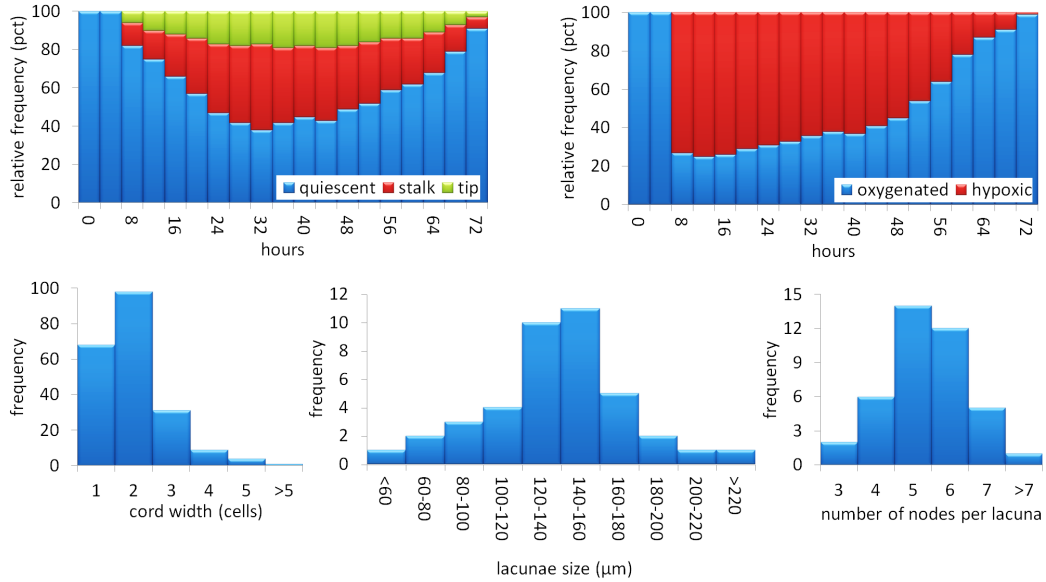 relative frequency (pct)
100
80
60
40
20
0
quiescent stalk tip
0 8 16 24 32 40 48 56 64 72
hours
relative frequency (pct)
100
80
60
40
20
0
oxygenated hypoxic
0 8 16 24 32 40 48 56 64 72
hours
frequency
100
80
60
40
20
0
1 2 3 4 5 >5
cord width (cells)
frequency
12
10
8
6
4
2
0
<60 60-80 80-100 100-120 120-140 140-160 160-180 180-200 200-220 >220
lacunae size (µm)
frequency
15
12
9
6
3
0
3 4 5 6 7 >7
number of nodes per lacuna